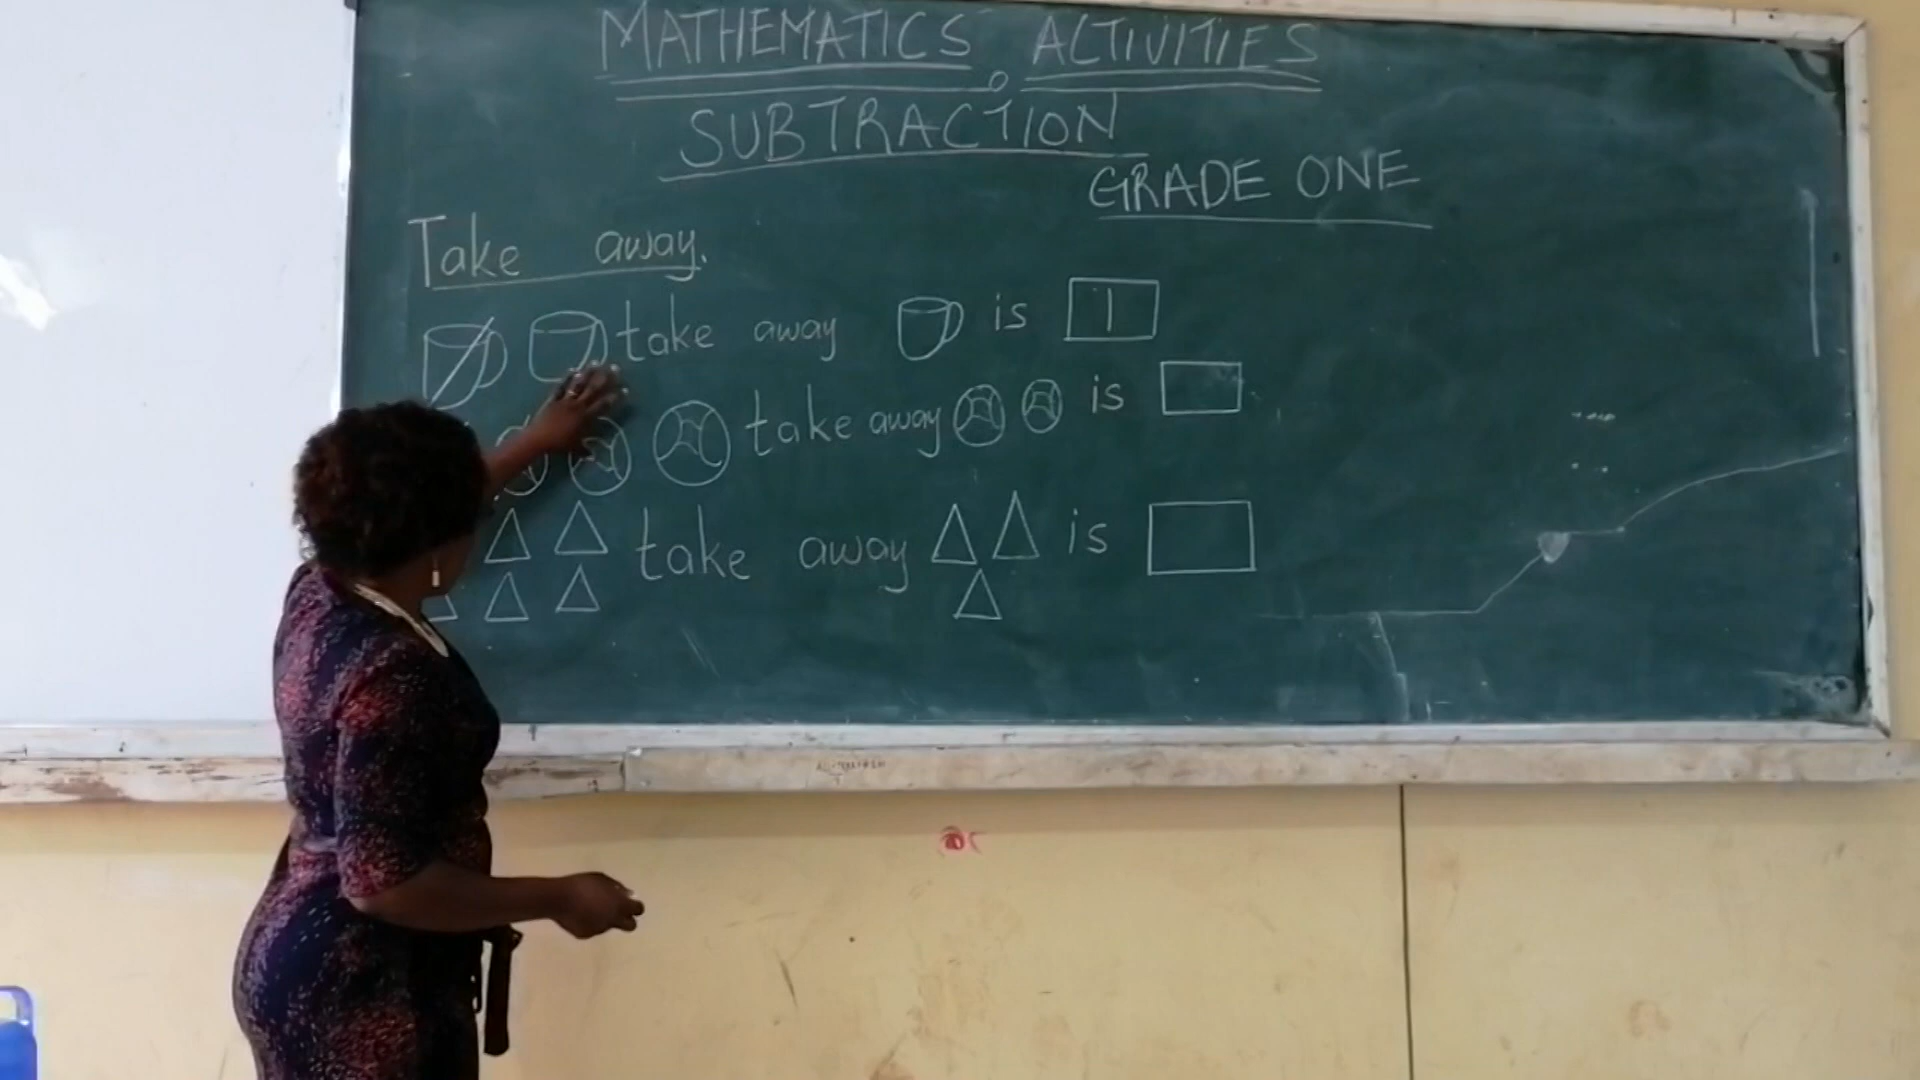 MATHEMATICS ACTIVITIES
SUBTRACTION
GRADE ONE
Take away.
take away is 1
take away is
take away is